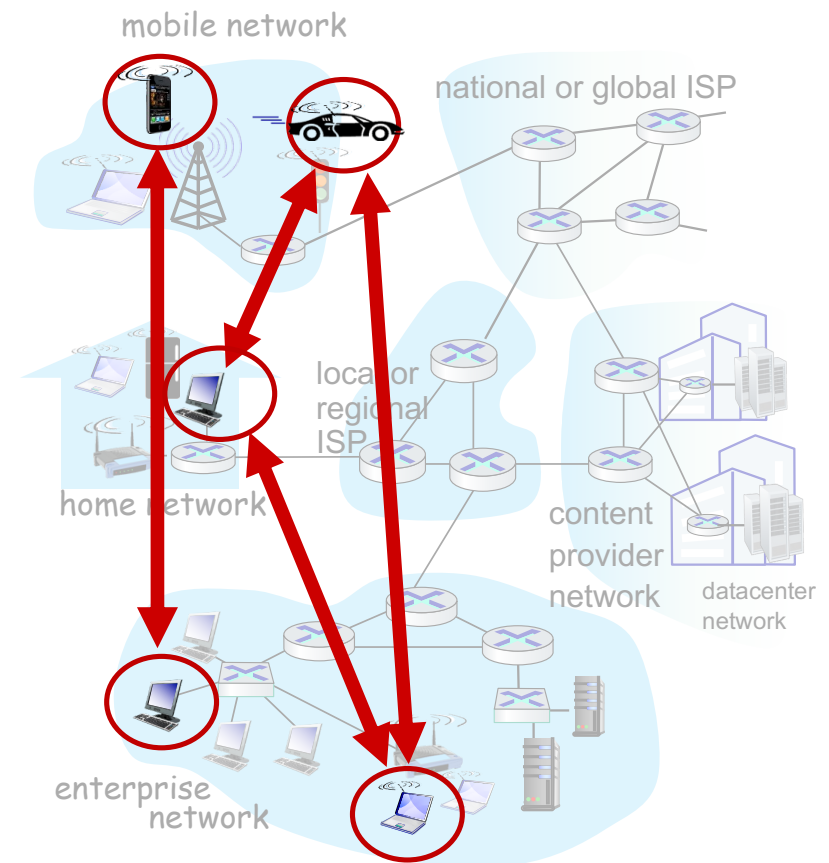 mobile network
national or global ISP
local or
regional
ISP
home network
content
provider
network
datacenter
network
enterprise
network